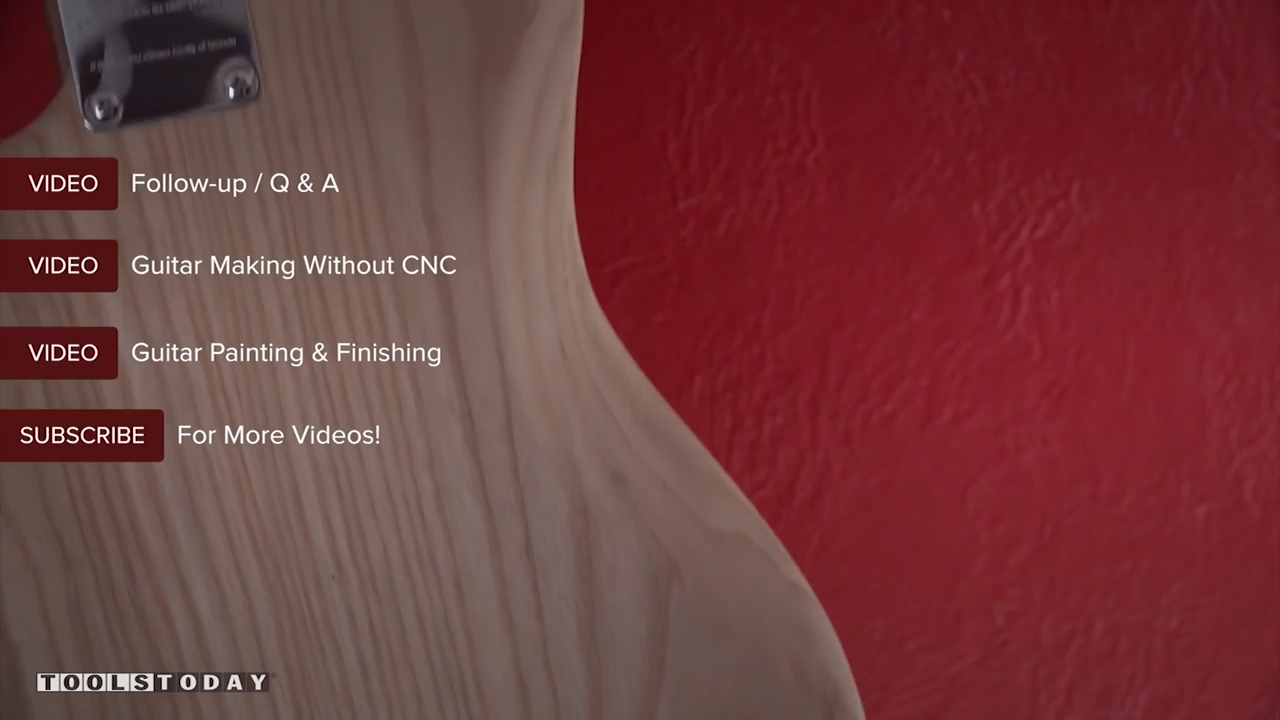 VIDEO Follow-up / Q & A
VIDEO Guitar Making Without CNC
VIDEO Guitar Painting & Finishing
SUBSCRIBE For More Videos!
TOOLSTODAY